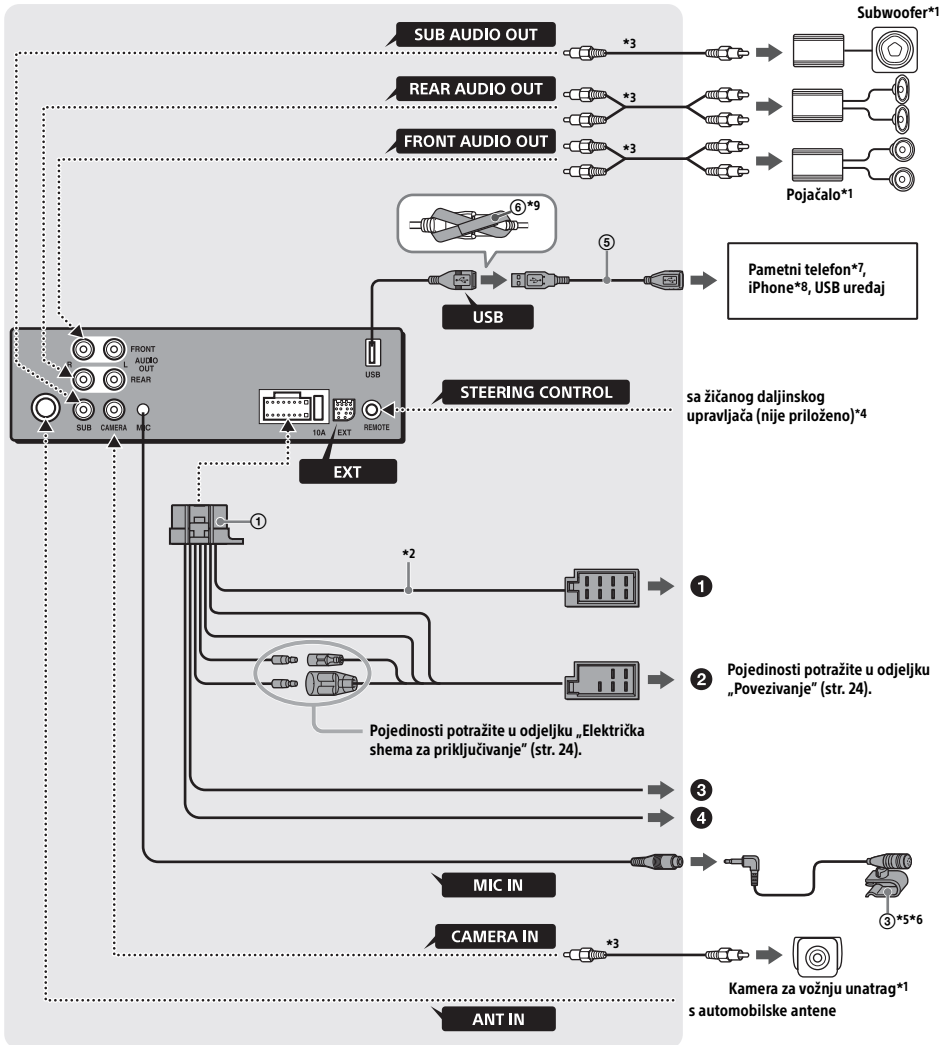 Subwoofer*1
SUB AUDIO OUT
*3
REAR AUDIO OUT
*3
FRONT AUDIO OUT
*3
Pojačalo*1
⑥*9
⑤
Pametni telefon*7,
iPhone*8, USB uređaj
USB
FRONT
R L AUDIO
OUT
REAR
USB
STEERING CONTROL
sa žičanog daljinskog
upravljača (nije priloženo)*4
SUB CAMERA MIC 10A EXT REMOTE
EXT
①
*2
❶
❷
Pojedinosti potražite u odjeljku
„Povezivanje” (str. 24).
Pojedinosti potražite u odjeljku „Električka
shema za priključivanje” (str. 24).
❸
❹
MIC IN
③*5*6
CAMERA IN
*3
Kamera za vožnju unatrag*1
s automobilske antene
ANT IN